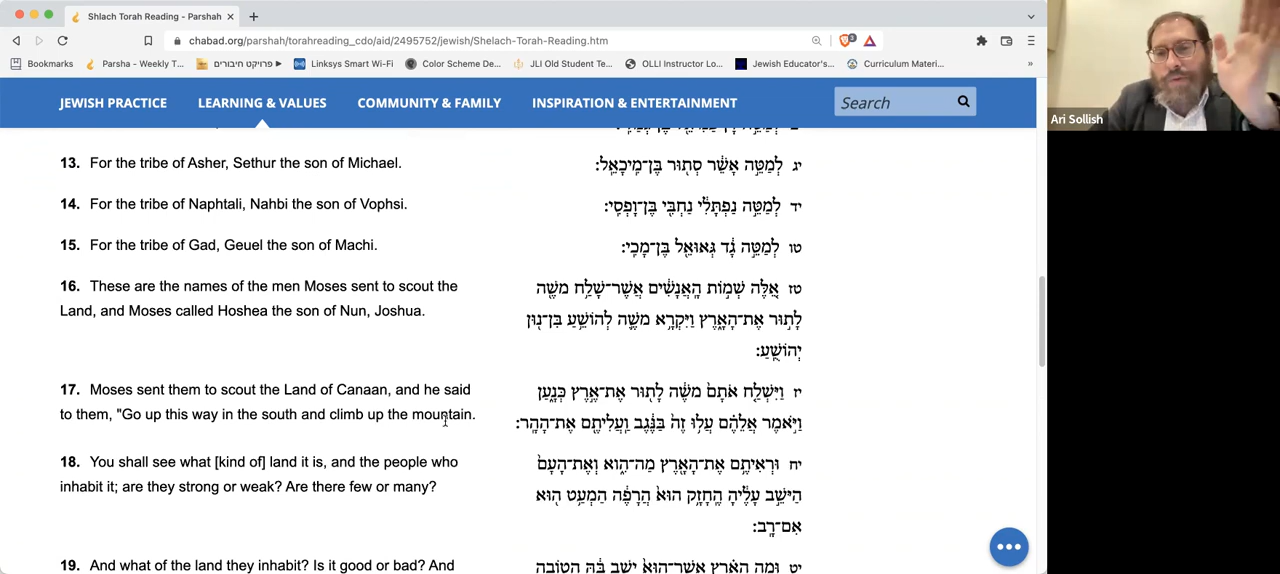 Shlach Torah Reading - Parshah
chabad.org/parshah/torahreading_cdo/aid/2495752/jewish/Shelach-Torah-Reading.htm
Bookmarks
Parsha - Weekly T...
פרויקט חיבורים
Linksys Smart Wi-Fi
Color Scheme De...
JLI Old Student Te...
OLLI Instructor Lo...
Jewish Educator's...
Curriculum Materi...
JEWISH PRACTICE
LEARNING & VALUES
COMMUNITY & FAMILY
INSPIRATION & ENTERTAINMENT
Search
Ari Sollish
13. For the tribe of Asher, Sethur the son of Michael.
יג לְמַטֵּ֣ה אָשֵׁ֔ר סְת֖וּר בֶּן־מִֽיכָאֵֽל:
14. For the tribe of Naphtali, Nahbi the son of Vophsi.
יד לְמַטֵּ֣ה נַפְתָּלִ֔י נַחְבִּ֖י בֶּן־וָפְסִֽי:
15. For the tribe of Gad, Geuel the son of Machi.
טו לְמַטֵּ֣ה גָ֔ד גְּאוּאֵ֖ל בֶּן־מָכִֽי:
16. These are the names of the men Moses sent to scout the
Land, and Moses called Hoshea the son of Nun, Joshua.
טז אֵ֚לֶּה שְׁמ֣וֹת הָֽאֲנָשִׁ֔ים אֲשֶׁר־שָׁלַ֥ח משֶׁ֖ה
לָת֣וּר אֶת־הָאָ֑רֶץ וַיִּקְרָ֥א משֶׁ֛ה לְהוֹשֵׁ֥עַ בִּן־נ֖וּן
יְהוֹשֻֽׁעַ:
17. Moses sent them to scout the Land of Canaan, and he said
to them, "Go up this way in the south and climb up the mountain.
יז וַיִּשְׁלַ֤ח אֹתָם֙ משֶׁ֔ה לָת֖וּר אֶת־אֶ֣רֶץ כְּנָ֑עַן
וַיֹּ֣אמֶר אֲלֵהֶ֗ם עֲל֥וּ זֶה֙ בַּנֶּ֔גֶב וַֽעֲלִיתֶ֖ם אֶת־הָהָֽר:
18. You shall see what [kind of] land it is, and the people who
inhabit it; are they strong or weak? Are there few or many?
יח וּרְאִיתֶ֥ם אֶת־הָאָ֖רֶץ מַה־הִ֑וא וְאֶת־הָעָם֙
הַיּשֵׁ֣ב עָלֶ֔יהָ הֶֽחָזָ֥ק הוּא֙ הֲרָפֶ֔ה הַמְעַ֥ט ה֖וּא
אִם־רָֽב:
19. And what of the land they inhabit? Is it good or bad? And
יט וּמָ֣ה הָאָ֗רֶץ אֲשֶׁר־הוּא֙ ישֵׁ֣ב בָּ֔הּ הֲטוֹבָ֥ה